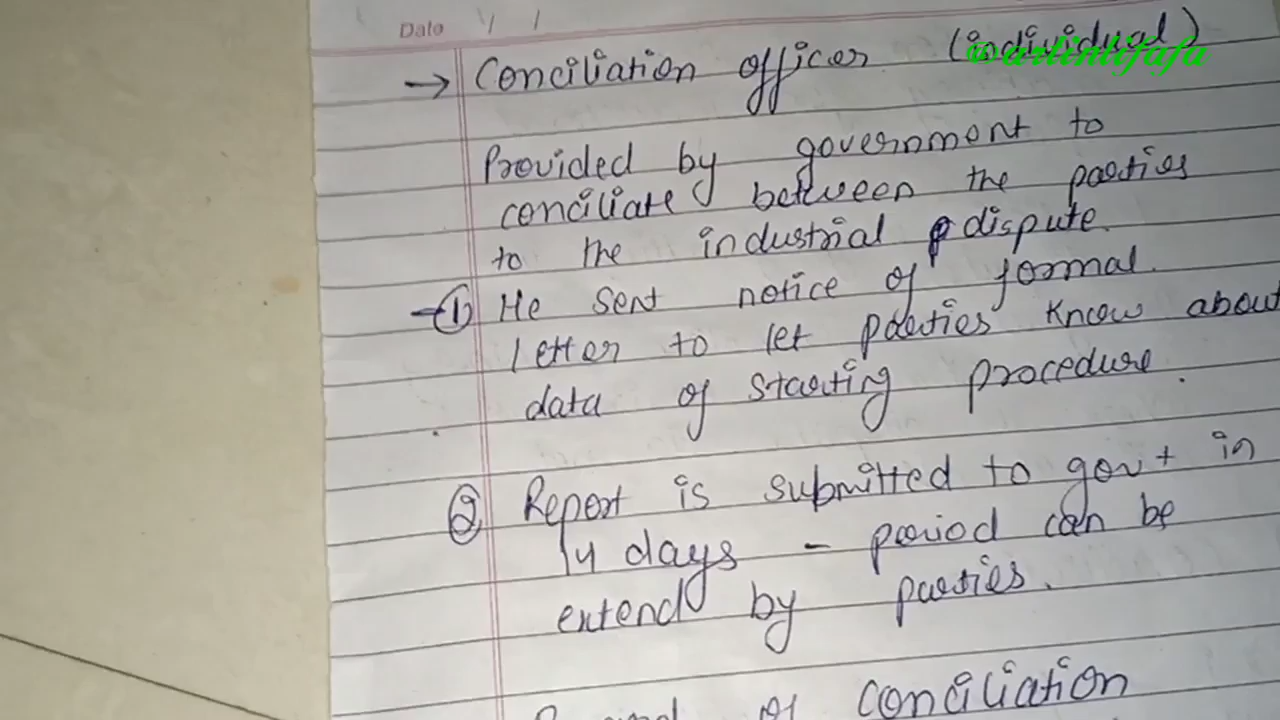 Date / /
→ Conciliation officer (individual)
@artinlifafa
Provided by government to
conciliate between the parties
to the industrial dispute.
→ ① He sent notice of formal
letter to let parties know about
data of starting procedure.
② Report is submitted to govt in
14 days - period can be
extend by parties.
of conciliation